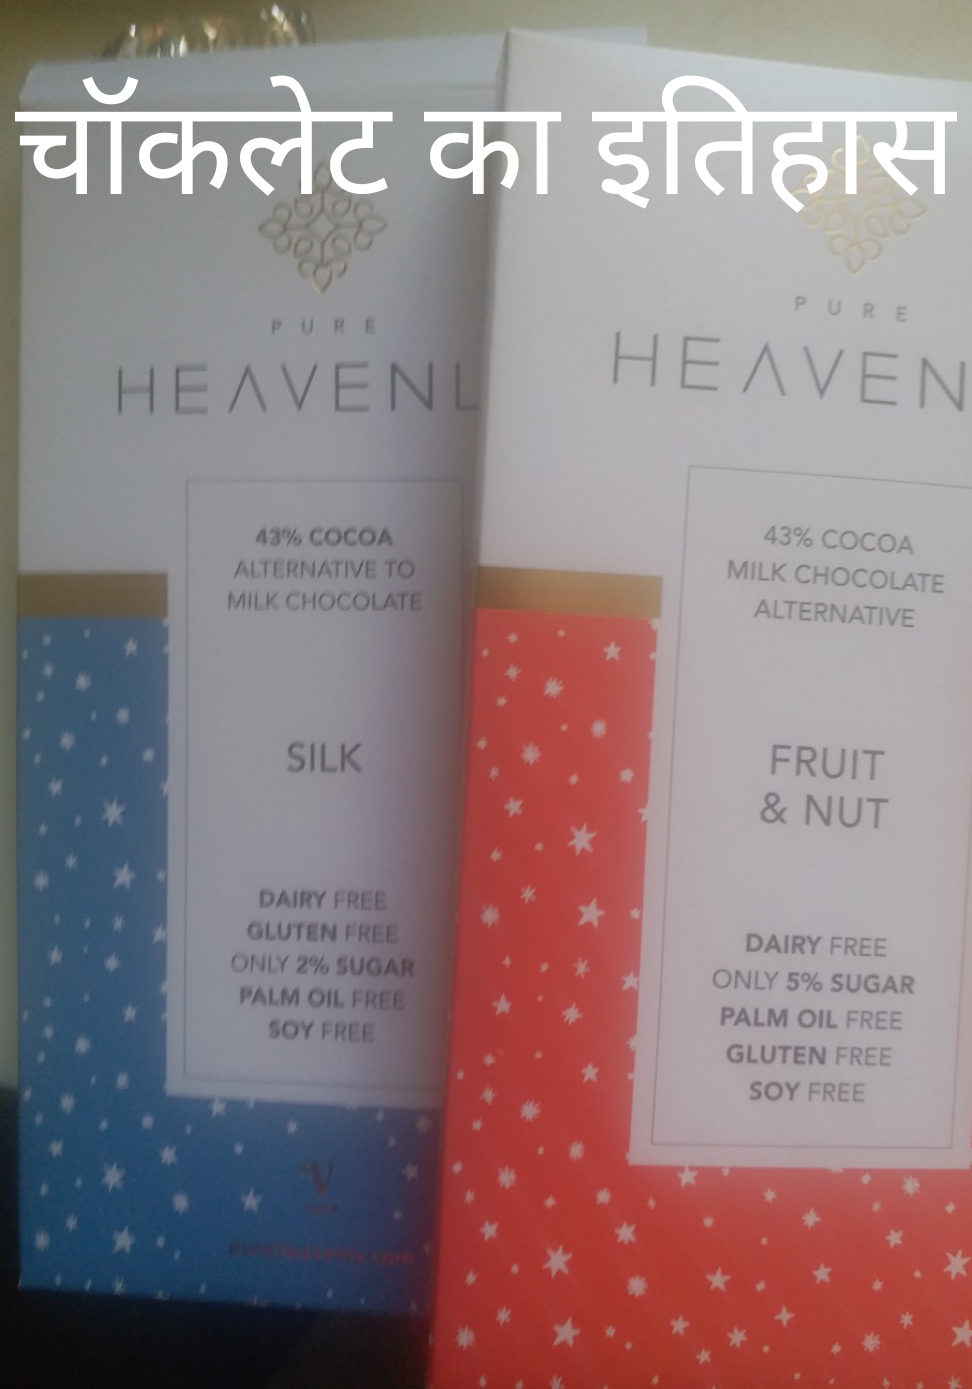 चॉकलेट का इतिहास
PURE
HEAVENL
43% COCOA
ALTERNATIVE TO
MILK CHOCOLATE
SILK
DAIRY FREE
GLUTEN FREE
ONLY 2% SUGAR
PALM OIL FREE
SOY FREE
PURE
HEAVEN
43% COCOA
MILK CHOCOLATE
ALTERNATIVE
FRUIT
& NUT
DAIRY FREE
ONLY 5% SUGAR
PALM OIL FREE
GLUTEN FREE
SOY FREE